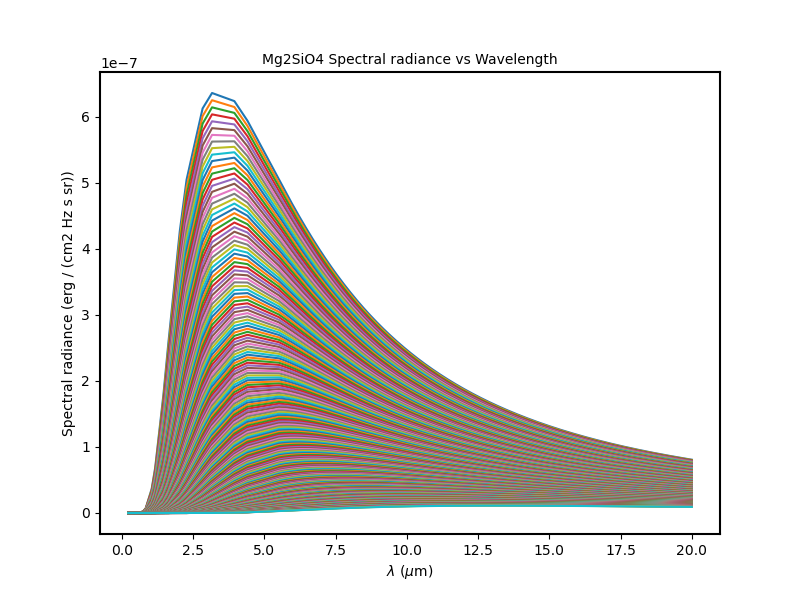 Mg2SiO4 Spectral radiance vs Wavelength
1e−7
6
5
4
3
2
1
0
Spectral radiance (erg / (cm2 Hz s sr))
0.0 2.5 5.0 7.5 10.0 12.5 15.0 17.5 20.0
λ (μm)